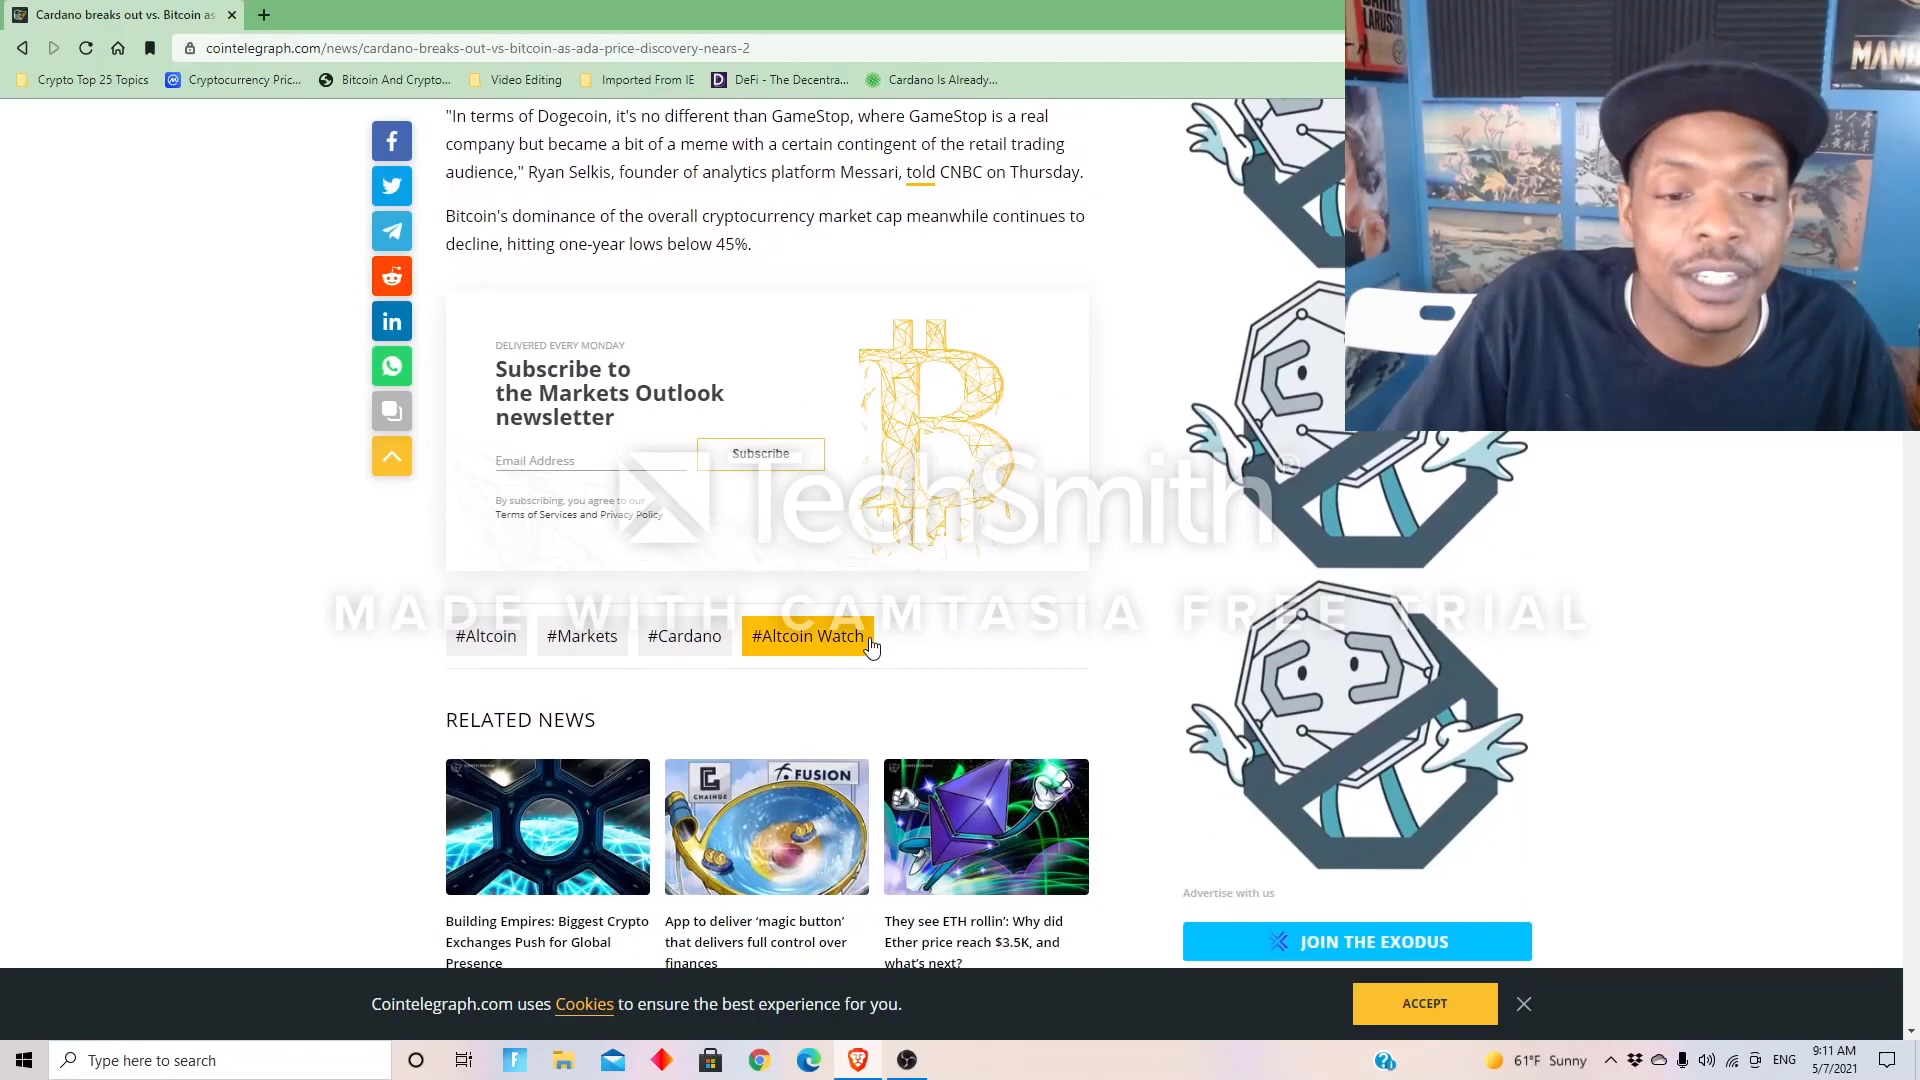 Cardano breaks out vs. Bitcoin as
cointelegraph.com/news/cardano-breaks-out-vs-bitcoin-as-ada-price-discovery-nears-2
Crypto Top 25 Topics
Cryptocurrency Pric...
Bitcoin And Crypto...
Video Editing
Imported From IE
DeFi - The Decentra...
Cardano Is Already...
"In terms of Dogecoin, it's no different than GameStop, where GameStop is a real
company but became a bit of a meme with a certain contingent of the retail trading
audience," Ryan Selkis, founder of analytics platform Messari, told CNBC on Thursday.
Bitcoin's dominance of the overall cryptocurrency market cap meanwhile continues to
decline, hitting one-year lows below 45%.
DELIVERED EVERY MONDAY
Subscribe to
the Markets Outlook
newsletter
Email Address
Subscribe
By subscribing, you agree to our
Terms of Services and Privacy Policy
TechSmith®
MADE WITH CAMTASIA FREE TRIAL
#Altcoin
#Markets
#Cardano
#Altcoin Watch
RELATED NEWS
CHAINGE
FUSION
Building Empires: Biggest Crypto
Exchanges Push for Global
Presence
App to deliver ‘magic button’
that delivers full control over
finances
They see ETH rollin’: Why did
Ether price reach $3.5K, and
what’s next?
Advertise with us
JOIN THE EXODUS
Cointelegraph.com uses Cookies to ensure the best experience for you.
ACCEPT
Type here to search
61°F Sunny
ENG
9:11 AM
5/7/2021